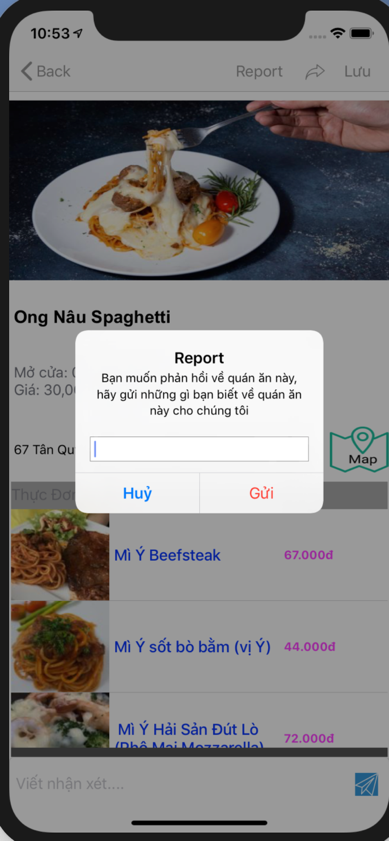 10:53
Back
Report
Lưu
Ong Nâu Spaghetti
Mở cửa:
Giá: 30,0
Report
Bạn muốn phản hồi về quán ăn này,
hãy gửi những gì bạn biết về quán ăn
này cho chúng tôi
67 Tân Qu
Map
Huỷ
Gửi
Thực Đơn
Mì Ý Beefsteak
67.000đ
Mì Ý sốt bò bằm (vị Ý)
44.000đ
Mì Ý Hải Sản Đút Lò
(Phô Mai Mozzarella)
72.000đ
Viết nhận xét....